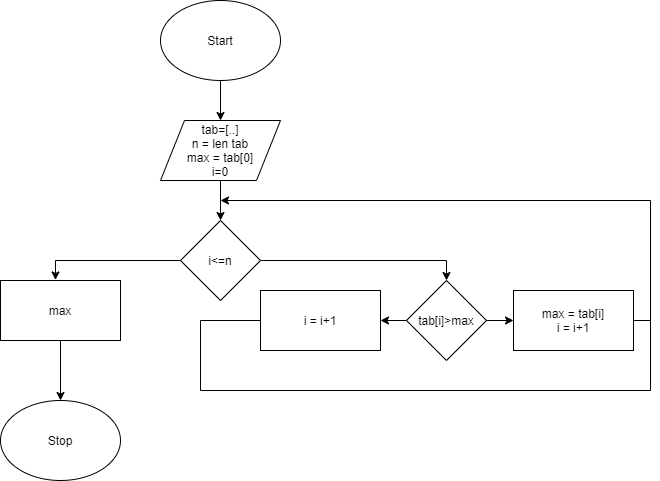 Start
tab=[..]
n = len tab
max = tab[0]
i=0
i<=n
max
i = i+1
tab[i]>max
max = tab[i]
i = i+1
Stop